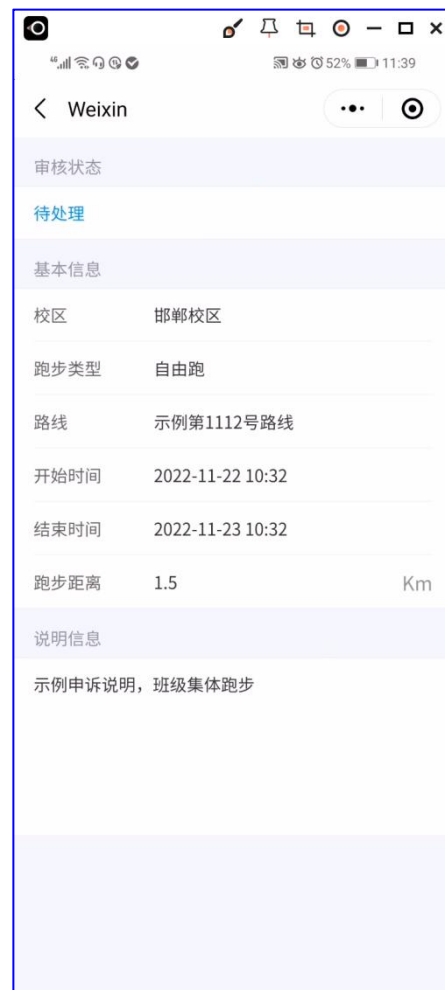 46 52% 11:39
Weixin
审核状态
待处理
基本信息
校区 邯郸校区
跑步类型 自由跑
路线 示例第1112号路线
开始时间 2022-11-22 10:32
结束时间 2022-11-23 10:32
跑步距离 1.5 Km
说明信息
示例申诉说明，班级集体跑步